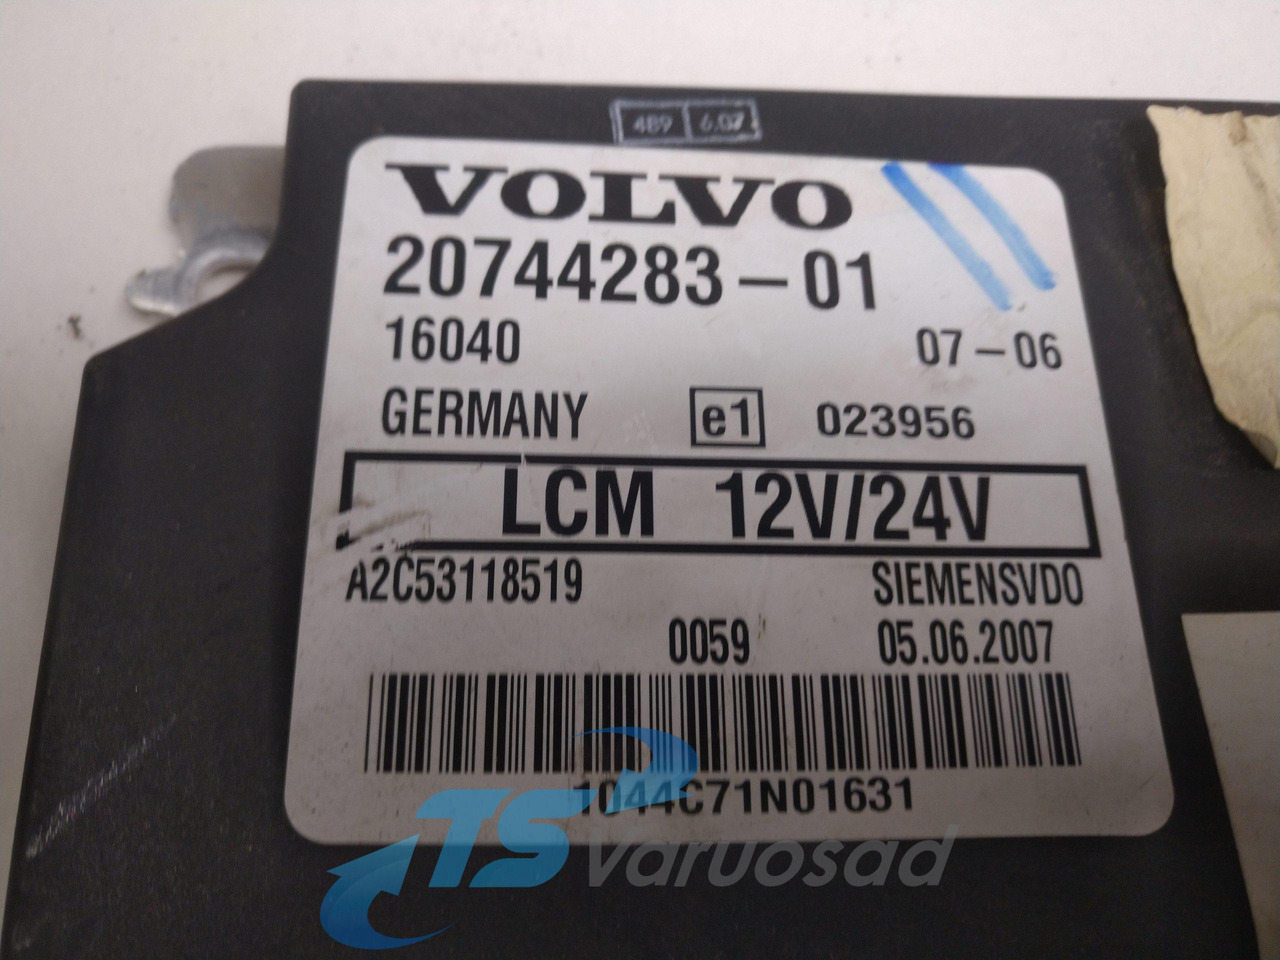 489 6.07
VOLVO
20744283-01
16040 07-06
GERMANY e1 023956
LCM 12V/24V
A2C53118519 SIEMENSVDO
0059 05.06.2007
1044C71N01631
TS Varuosad